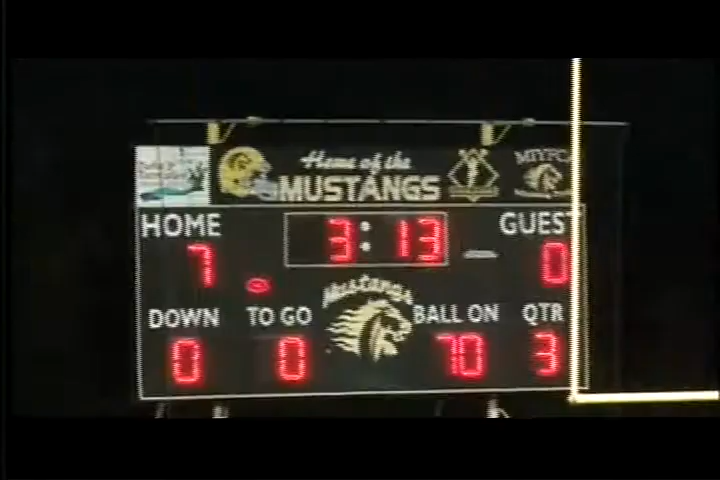 Home of the
MUSTANGS
HOME 3:13 GUEST
7 0
Mustangs
DOWN TO GO BALL ON QTR
0 0 70 3